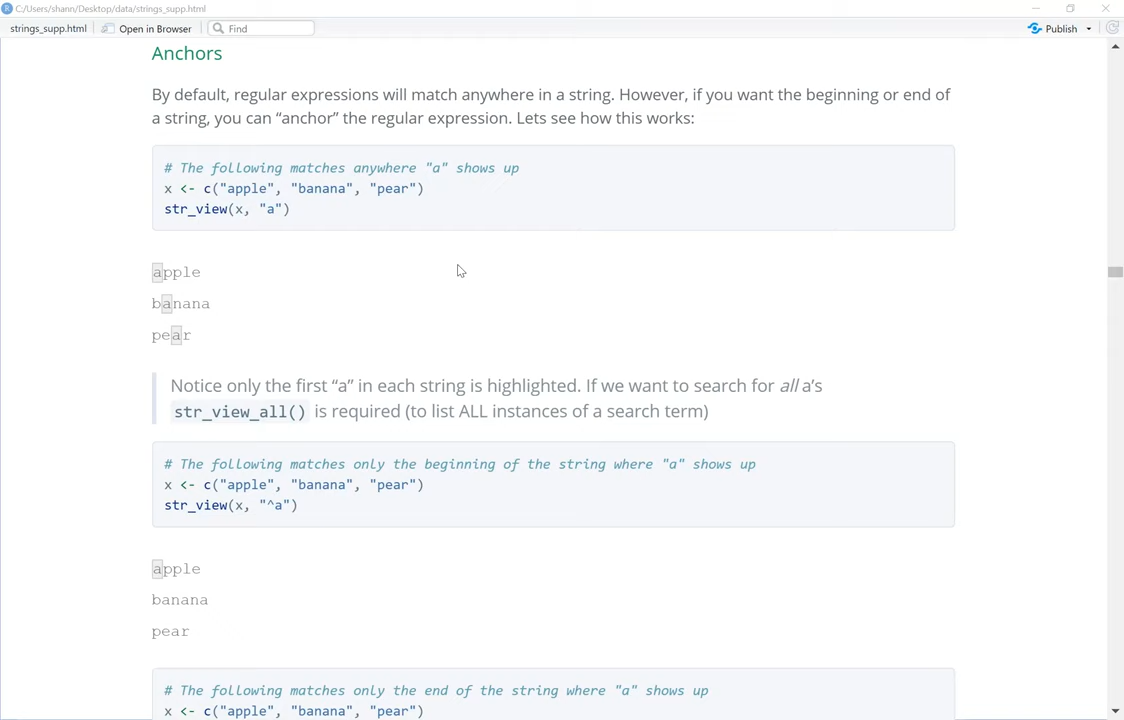 C:/Users/shann/Desktop/data/strings_supp.html
strings_supp.html Open in Browser Find Publish
Anchors
By default, regular expressions will match anywhere in a string. However, if you want the beginning or end of
a string, you can “anchor” the regular expression. Lets see how this works:
# The following matches anywhere "a" shows up
x <- c("apple", "banana", "pear")
str_view(x, "a")
apple
banana
pear
Notice only the first “a” in each string is highlighted. If we want to search for all a’s
str_view_all() is required (to list ALL instances of a search term)
# The following matches only the beginning of the string where "a" shows up
x <- c("apple", "banana", "pear")
str_view(x, "^a")
apple
banana
pear
# The following matches only the end of the string where "a" shows up
x <- c("apple", "banana", "pear")